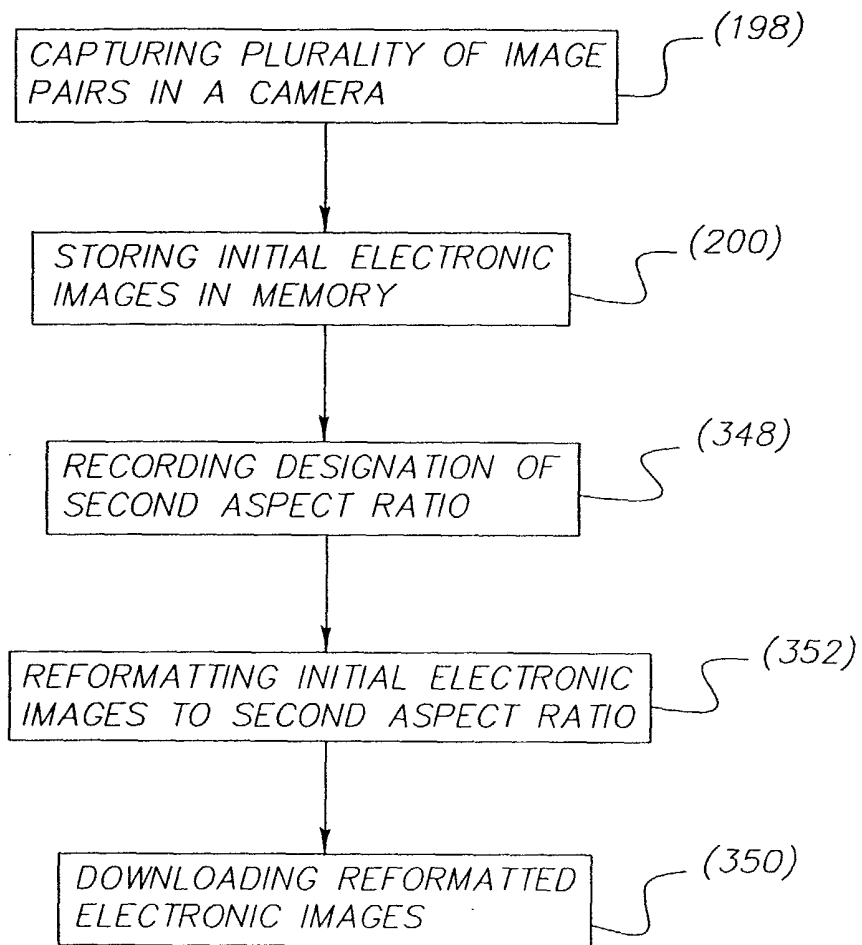 (198)
CAPTURING PLURALITY OF IMAGE
PAIRS IN A CAMERA
(200)
STORING INITIAL ELECTRONIC
IMAGES IN MEMORY
(348)
RECORDING DESIGNATION OF
SECOND ASPECT RATIO
(352)
REFORMATTING INITIAL ELECTRONIC
IMAGES TO SECOND ASPECT RATIO
(350)
DOWNLOADING REFORMATTED
ELECTRONIC IMAGES